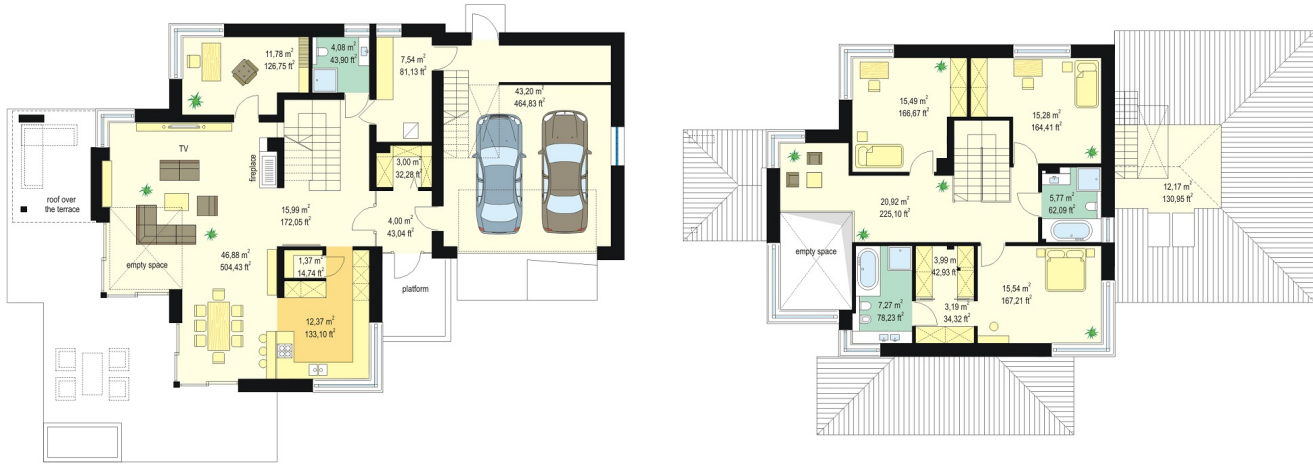 11,78 m²
126,75 ft²
4,08 m²
43,90 ft²
7,54 m²
81,13 ft²
43,20 m²
464,83 ft²
TV
fireplace
3,00 m²
32,28 ft²
roof over
the terrace
15,99 m²
172,05 ft²
4,00 m²
43,04 ft²
46,88 m²
504,43 ft²
empty space
1,37 m²
14,74 ft²
platform
12,37 m²
133,10 ft²
15,49 m²
166,67 ft²
15,28 m²
164,41 ft²
12,17 m²
130,95 ft²
5,77 m²
62,09 ft²
20,92 m²
225,10 ft²
empty space
3,99 m
42,93 ft²
15,54 m²
167,21 ft²
7,27 m²
78,23 ft²
3,19 m²
34,32 ft²